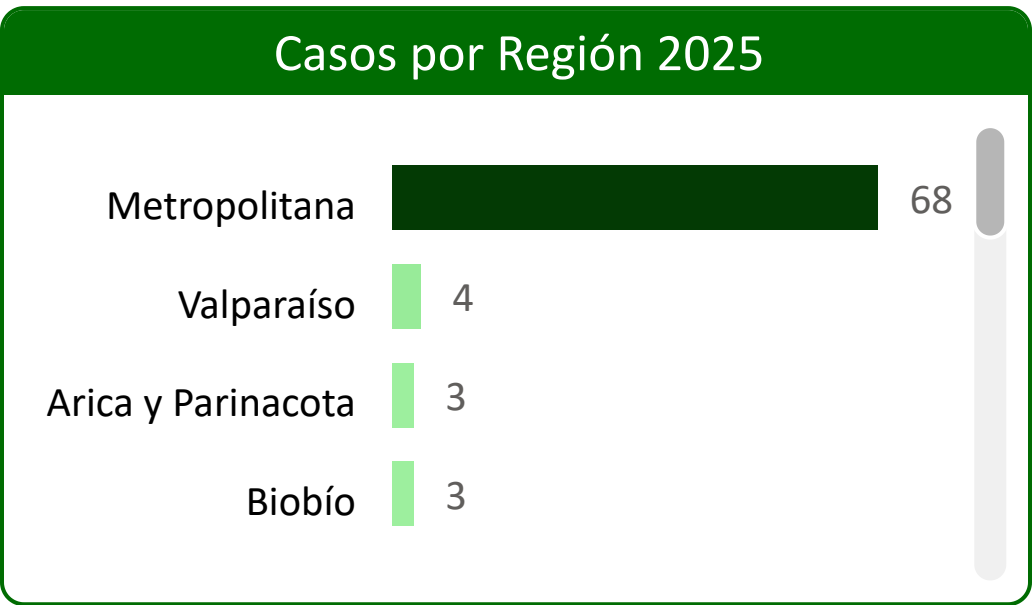 Casos por Región 2025
Metropolitana 68
Valparaíso 4
Arica y Parinacota 3
Biobío 3